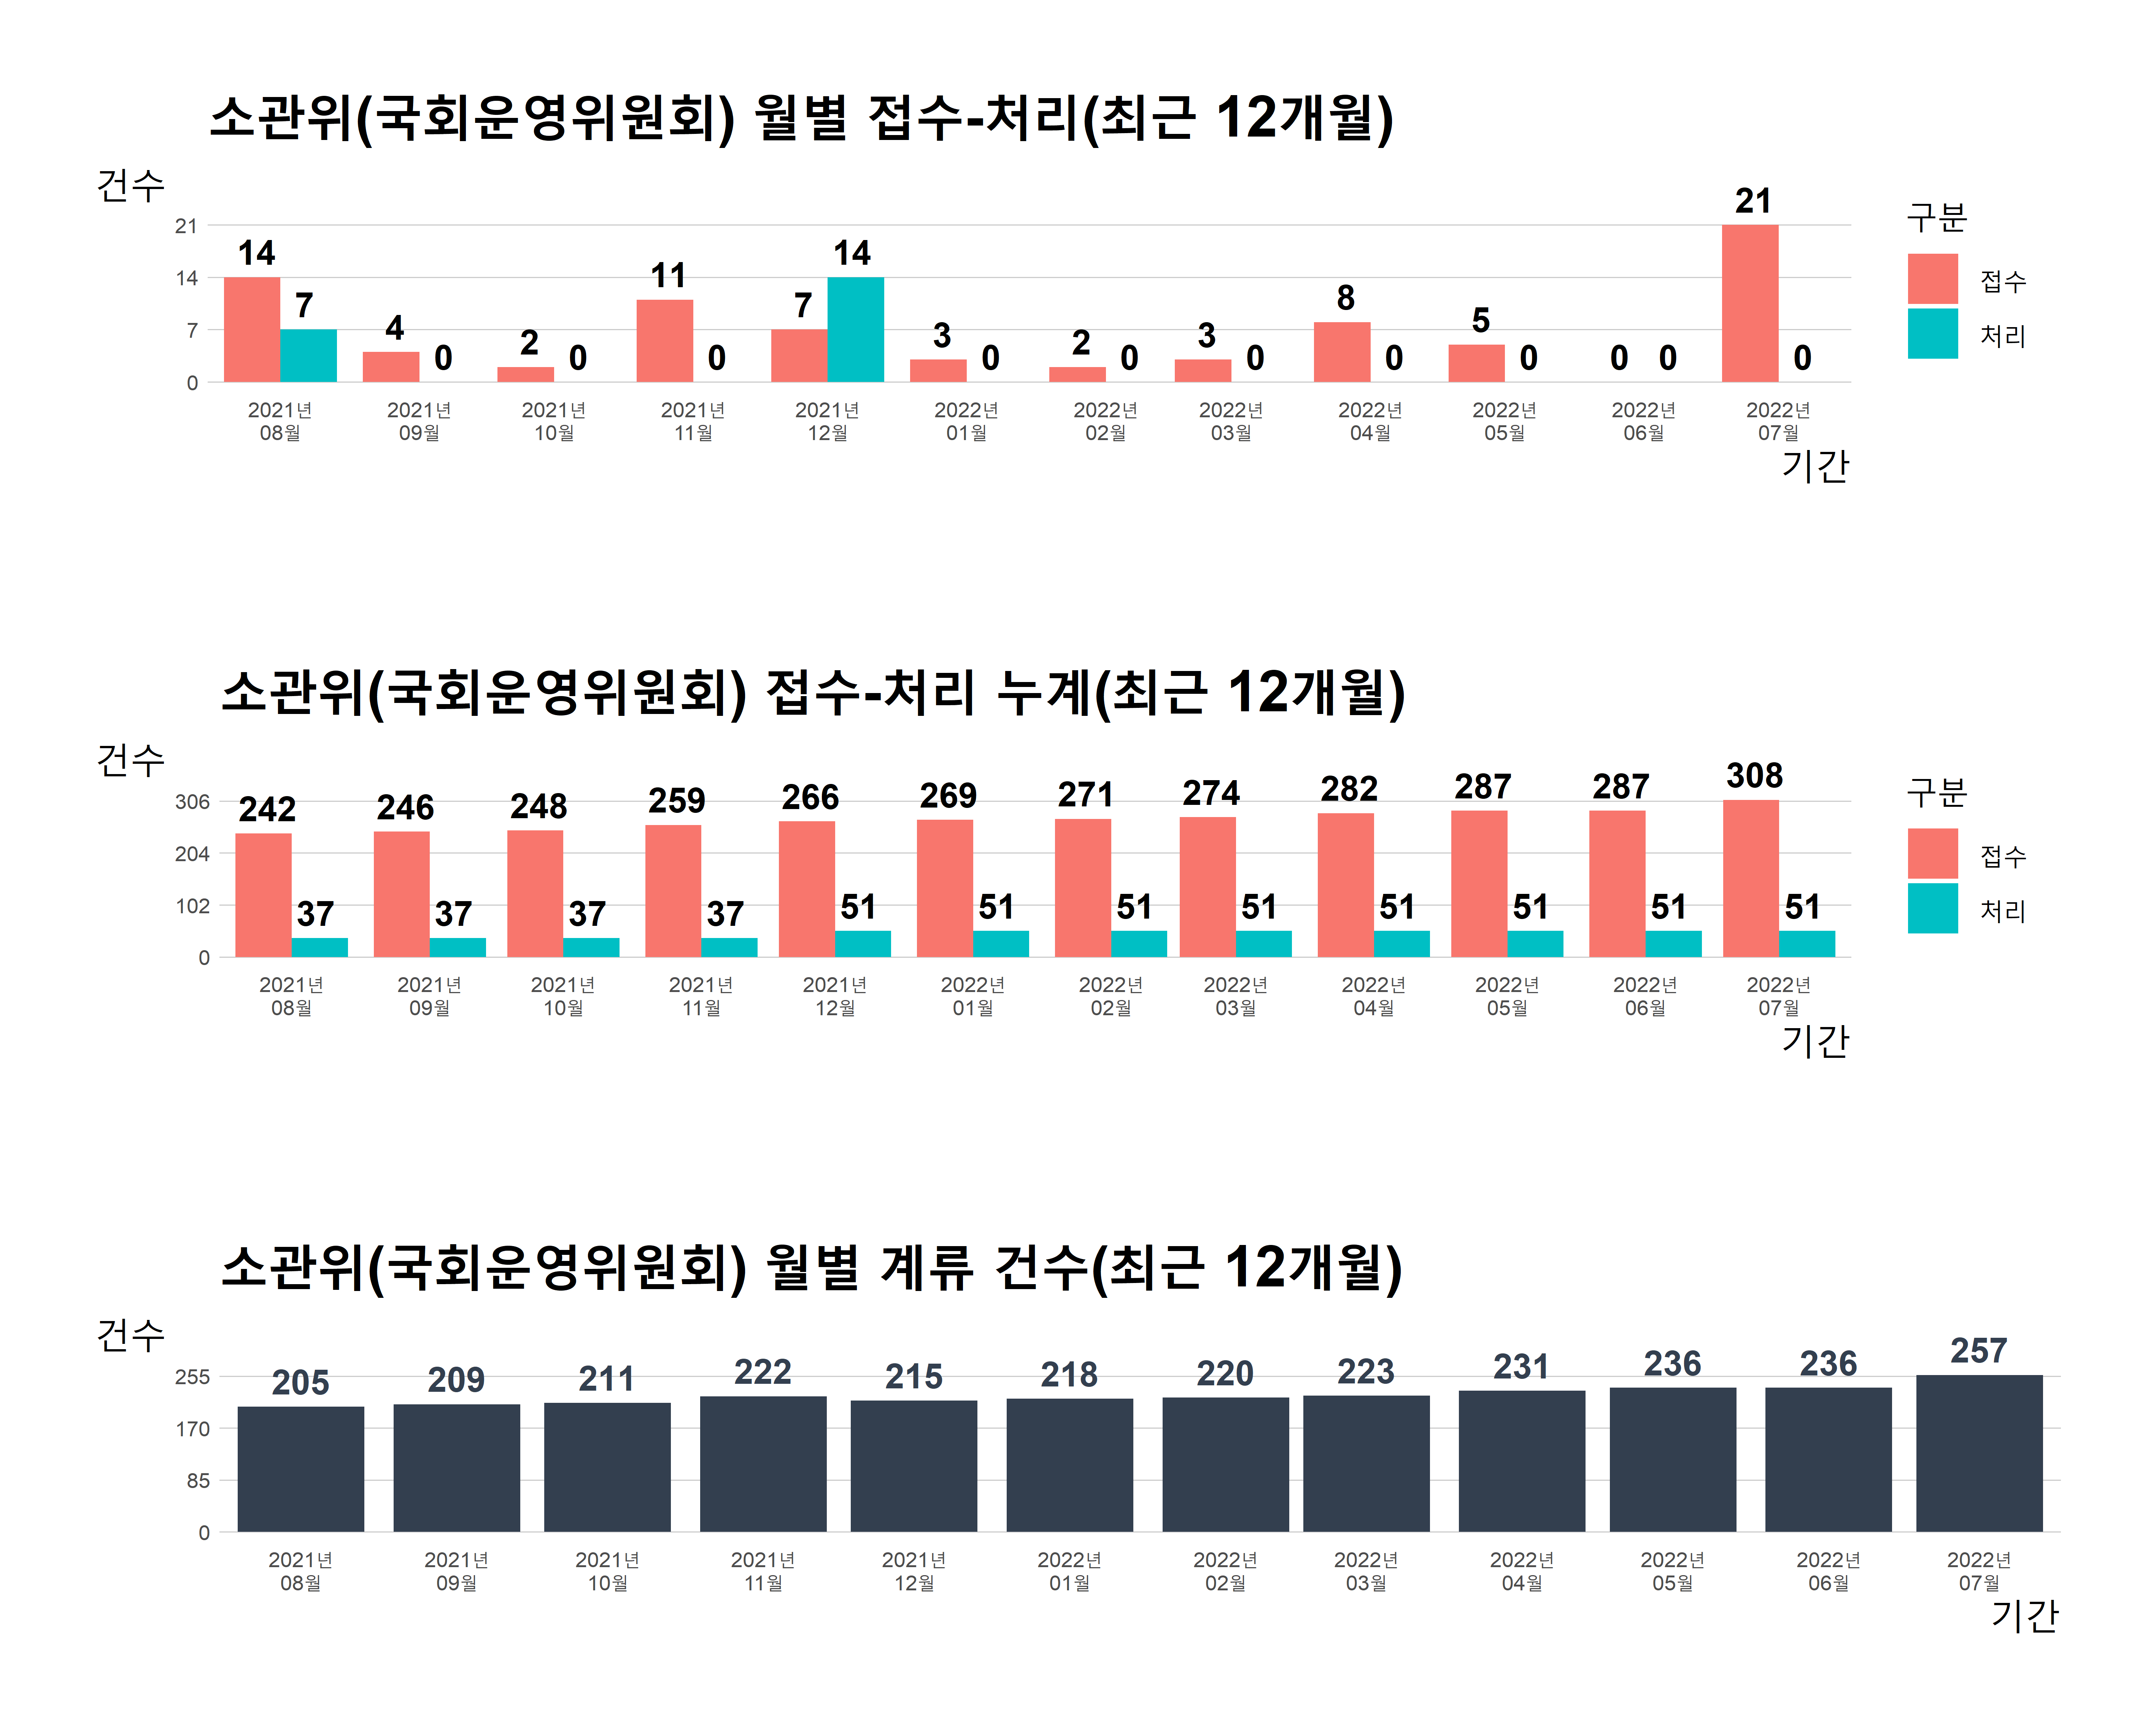 소관위(국회운영위원회) 월별 접수-처리(최근 12개월)
건수
21
14
7
0
14 7 4 0 2 0 11 0 7 14 3 0 2 0 3 0 8 0 5 0 0 0 21 0
2021년 2021년 2021년 2021년 2021년 2022년 2022년 2022년 2022년 2022년 2022년 2022년
08월 09월 10월 11월 12월 01월 02월 03월 04월 05월 06월 07월
기간
구분
접수
처리
소관위(국회운영위원회) 접수-처리 누계(최근 12개월)
건수
306
204
102
0
242 246 248 259 266 269 271 274 282 287 287 308
37 37 37 37 51 51 51 51 51 51 51 51
2021년 2021년 2021년 2021년 2021년 2022년 2022년 2022년 2022년 2022년 2022년 2022년
08월 09월 10월 11월 12월 01월 02월 03월 04월 05월 06월 07월
기간
구분
접수
처리
소관위(국회운영위원회) 월별 계류 건수(최근 12개월)
건수
255
170
85
0
205 209 211 222 215 218 220 223 231 236 236 257
2021년 2021년 2021년 2021년 2021년 2022년 2022년 2022년 2022년 2022년 2022년 2022년
08월 09월 10월 11월 12월 01월 02월 03월 04월 05월 06월 07월
기간